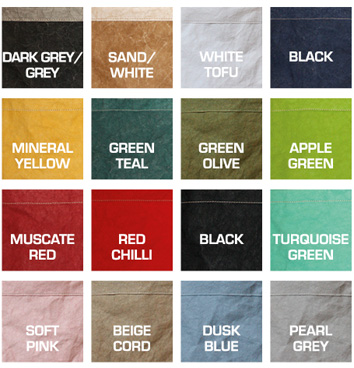 DARK GREY/
GREY
SAND/
WHITE
WHITE
TOFU
BLACK
MINERAL
YELLOW
GREEN
TEAL
GREEN
OLIVE
APPLE
GREEN
MUSCATE
RED
RED
CHILLI
BLACK
TURQUOISE
GREEN
SOFT
PINK
BEIGE
CORD
DUSK
BLUE
PEARL
GREY